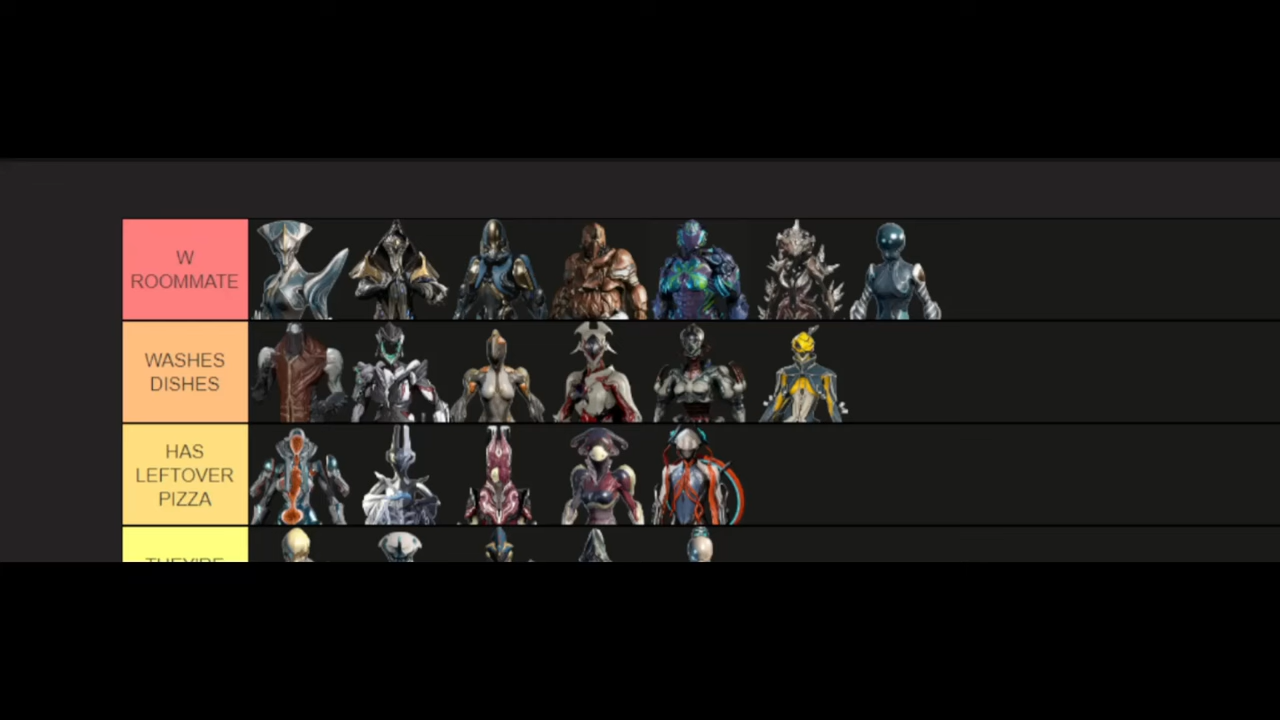 W
ROOMMATE
WASHES
DISHES
HAS
LEFTOVER
PIZZA